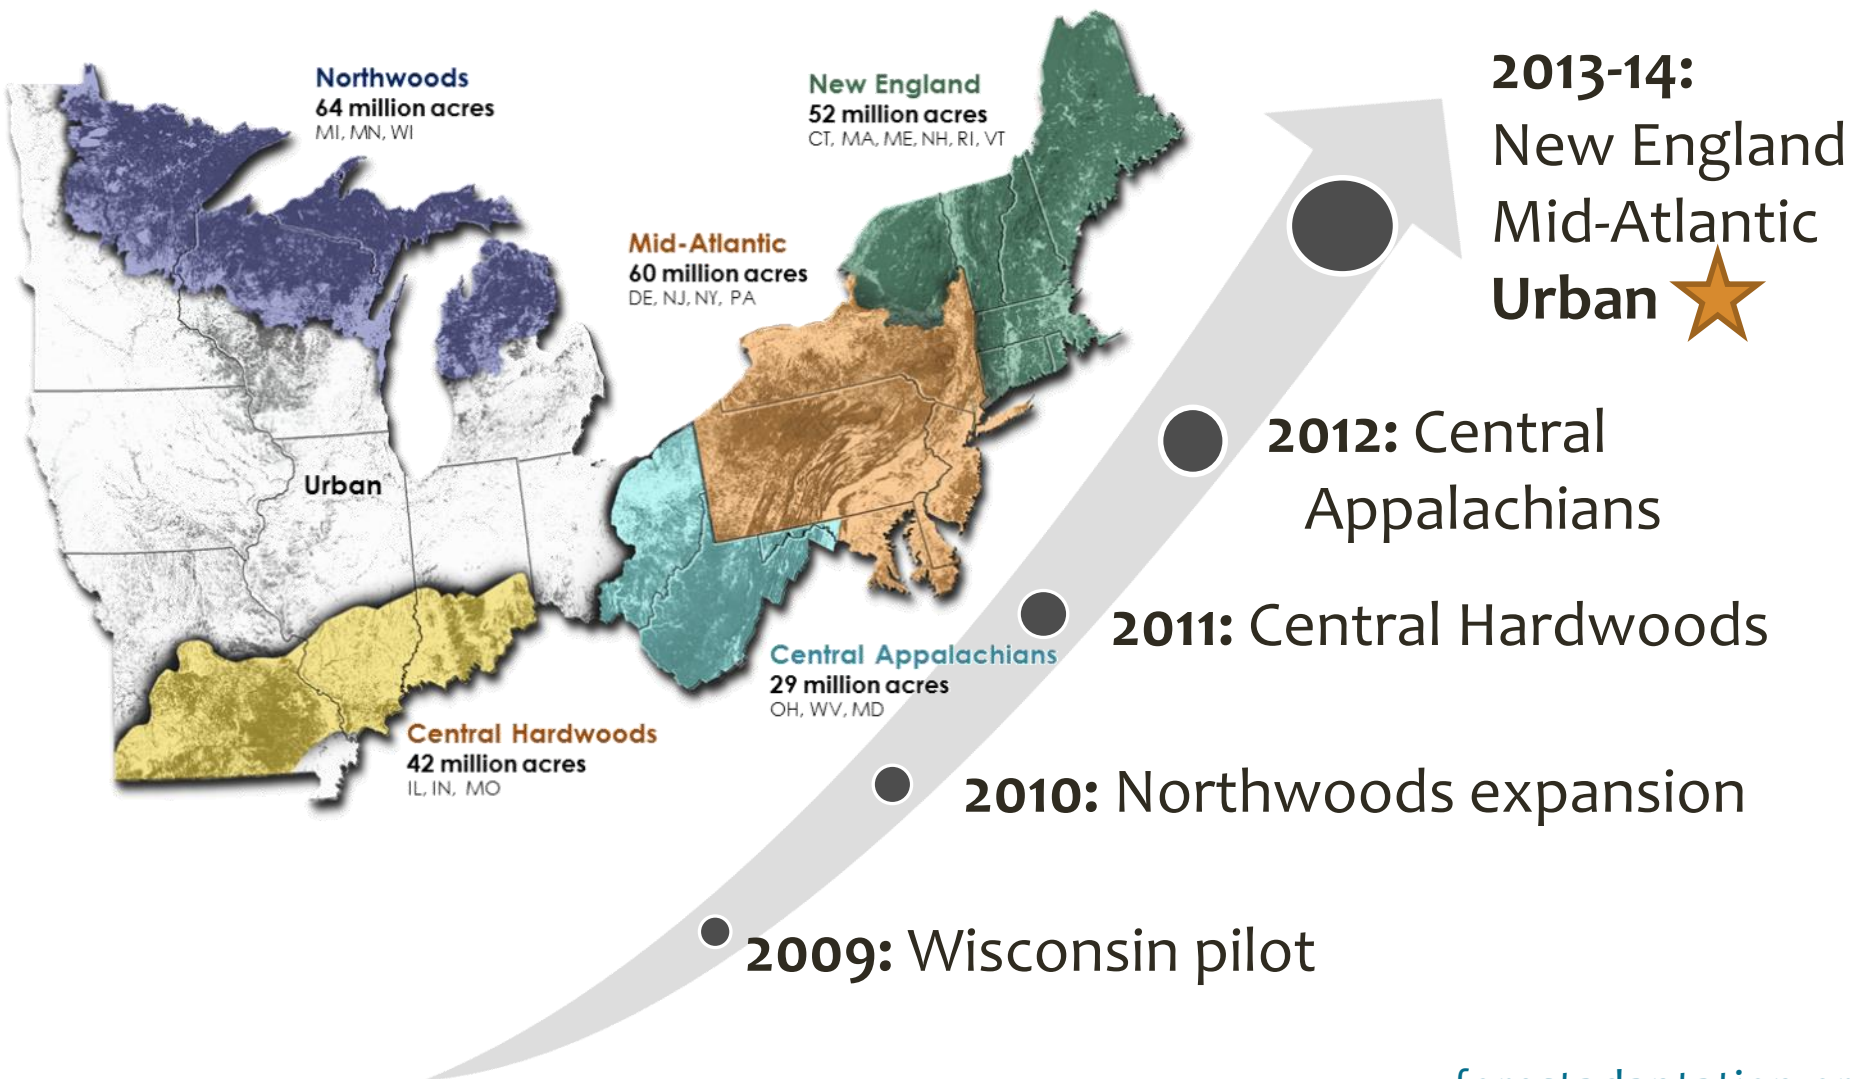 Northwoods
64 million acres
MI, MN, WI
New England
52 million acres
CT, MA, ME, NH, RI, VT
Mid-Atlantic
60 million acres
DE, NJ, NY, PA
Urban
Central Appalachians
29 million acres
OH, WV, MD
Central Hardwoods
42 million acres
IL, IN, MO
2013-14:
New England
Mid-Atlantic
Urban
2012: Central
Appalachians
2011: Central Hardwoods
2010: Northwoods expansion
2009: Wisconsin pilot